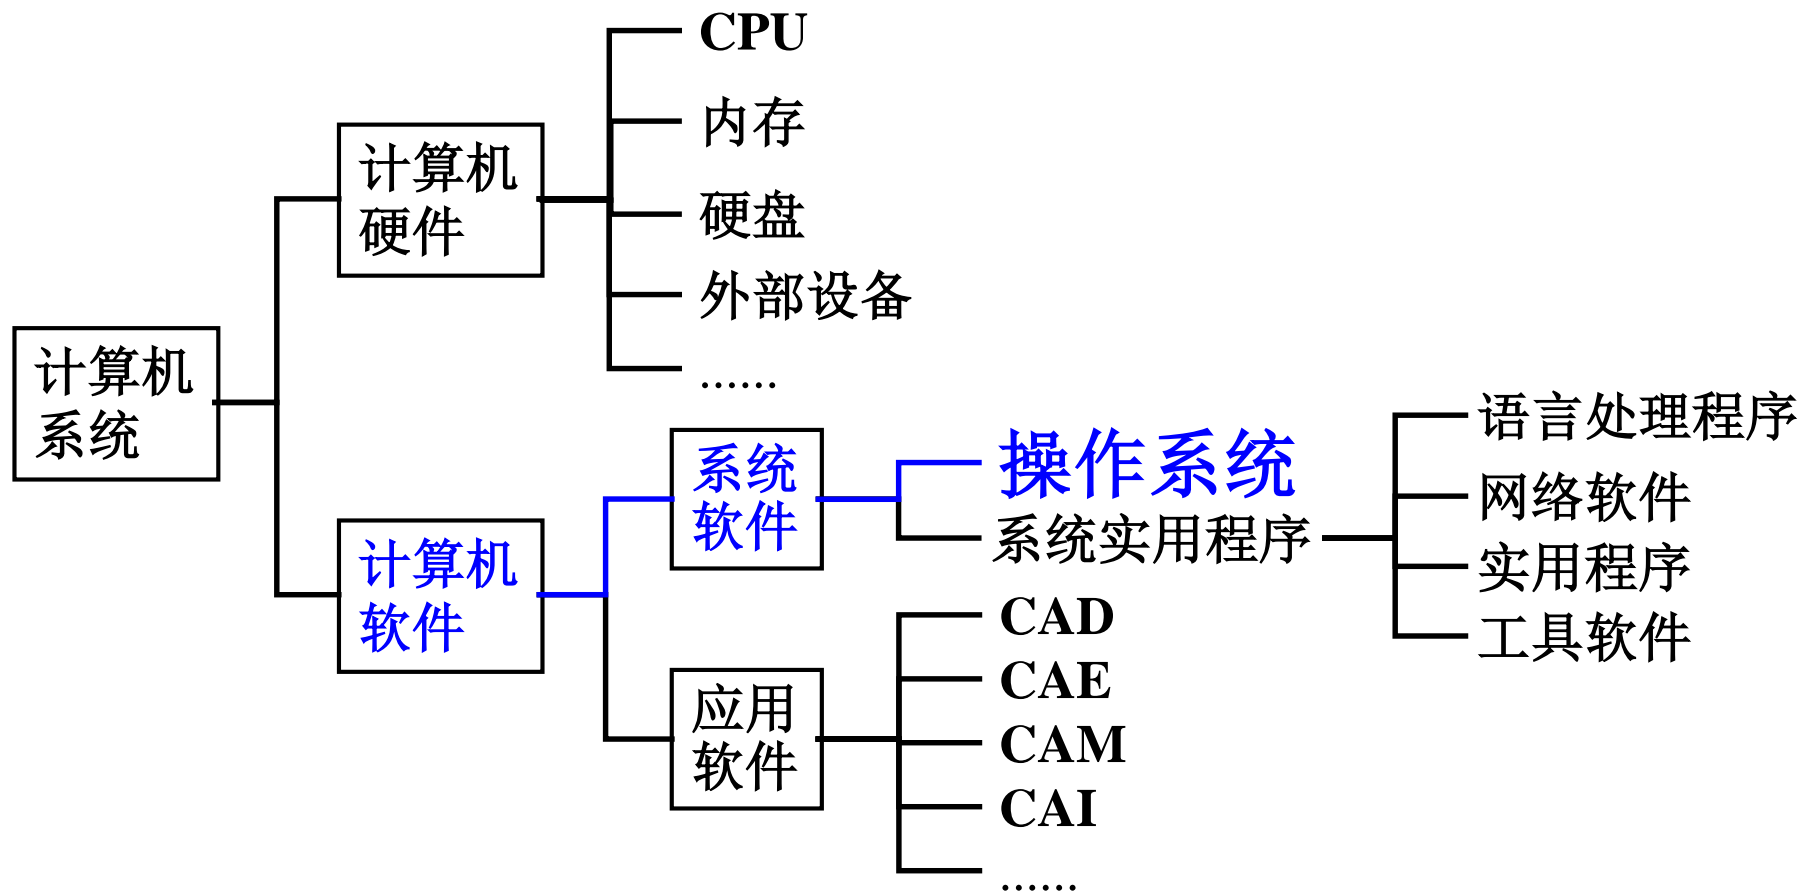 CPU
内存
计算机
硬件
硬盘
外部设备
……
计算机
系统
系统
软件
操作系统
系统实用程序
语言处理程序
网络软件
实用程序
工具软件
计算机
软件
应用
软件
CAD
CAE
CAM
CAI
……